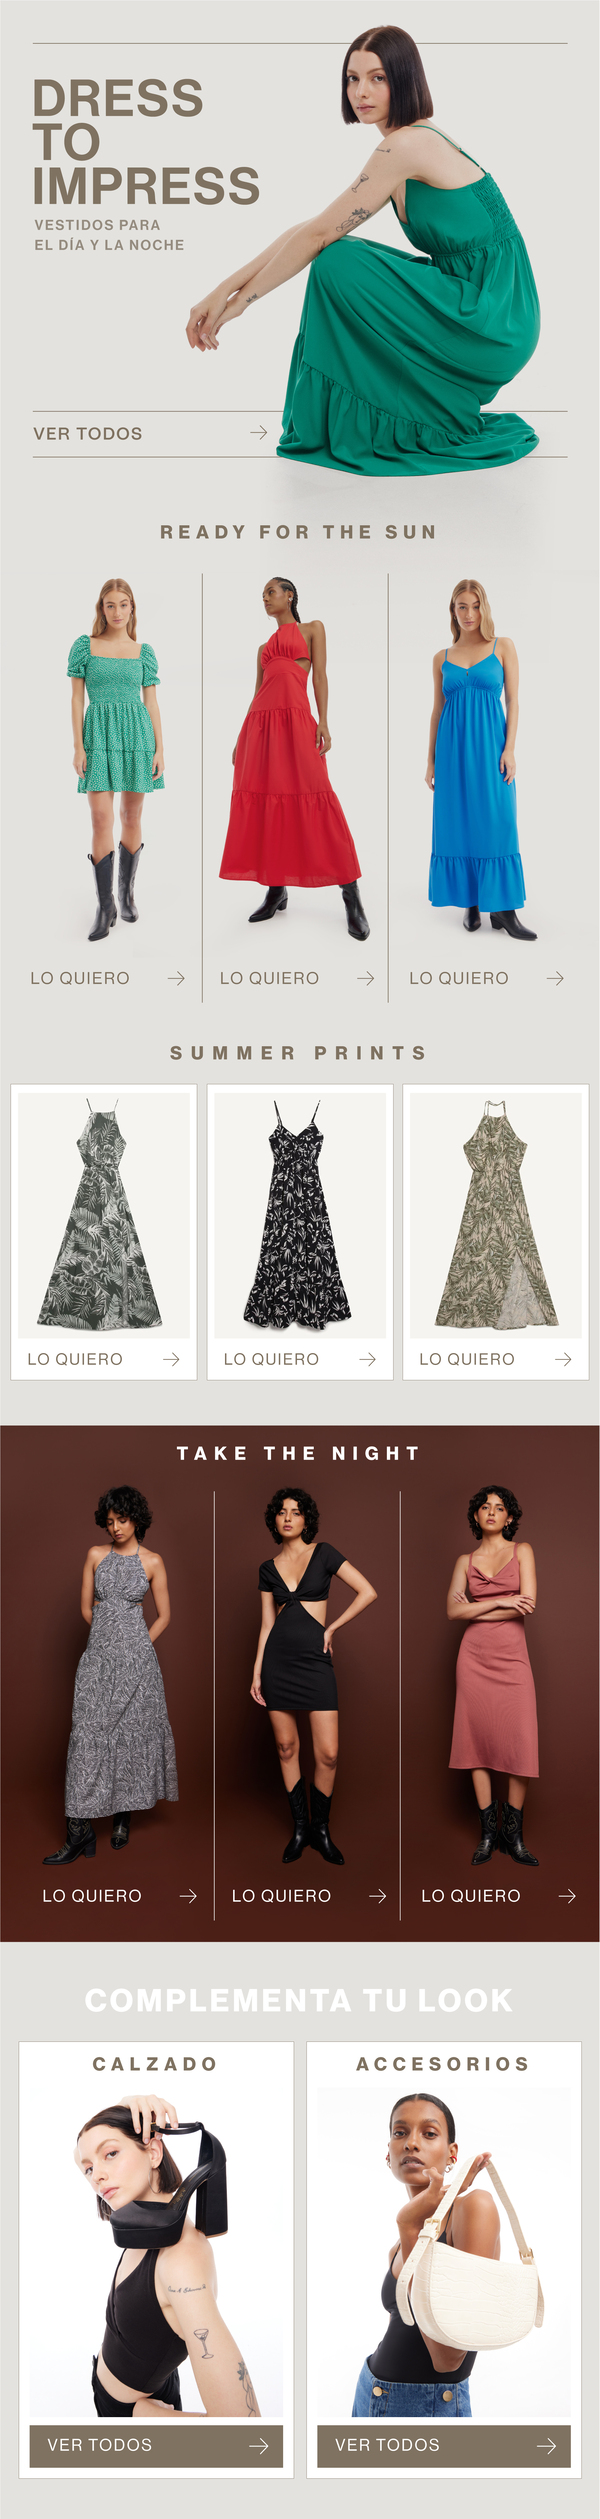 DRESS
TO
IMPRESS
VESTIDOS PARA
EL DÍA Y LA NOCHE
VER TODOS
READY FOR THE SUN
LO QUIERO
LO QUIERO
LO QUIERO
SUMMER PRINTS
LO QUIERO
LO QUIERO
LO QUIERO
TAKE THE NIGHT
LO QUIERO
LO QUIERO
LO QUIERO
COMPLEMENTA TU LOOK
CALZADO
ACCESORIOS
VER TODOS
VER TODOS